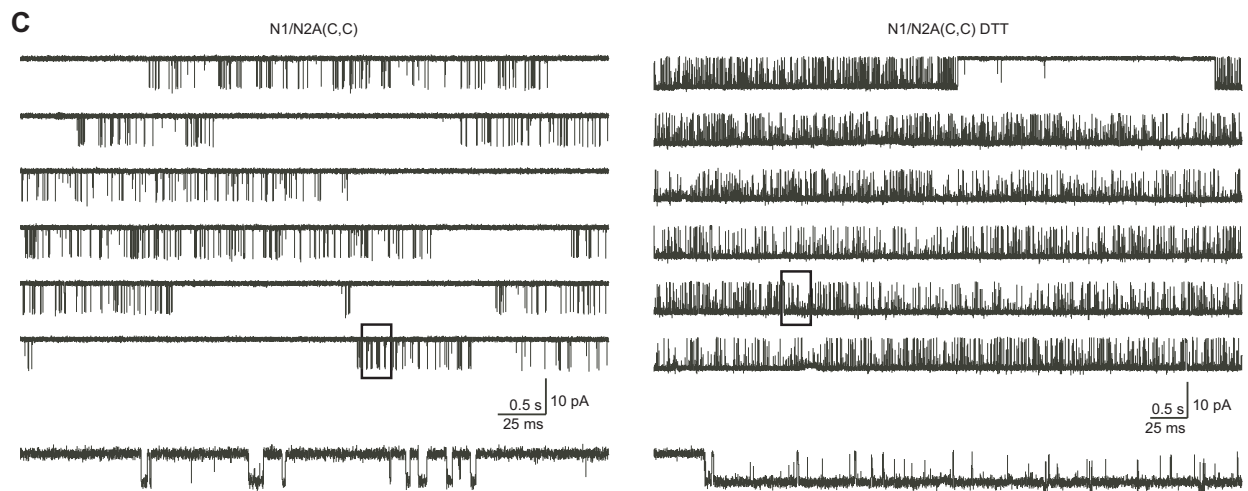 C
N1/N2A(C,C)
N1/N2A(C,C) DTT
0.5 s
10 pA
25 ms
0.5 s
10 pA
25 ms